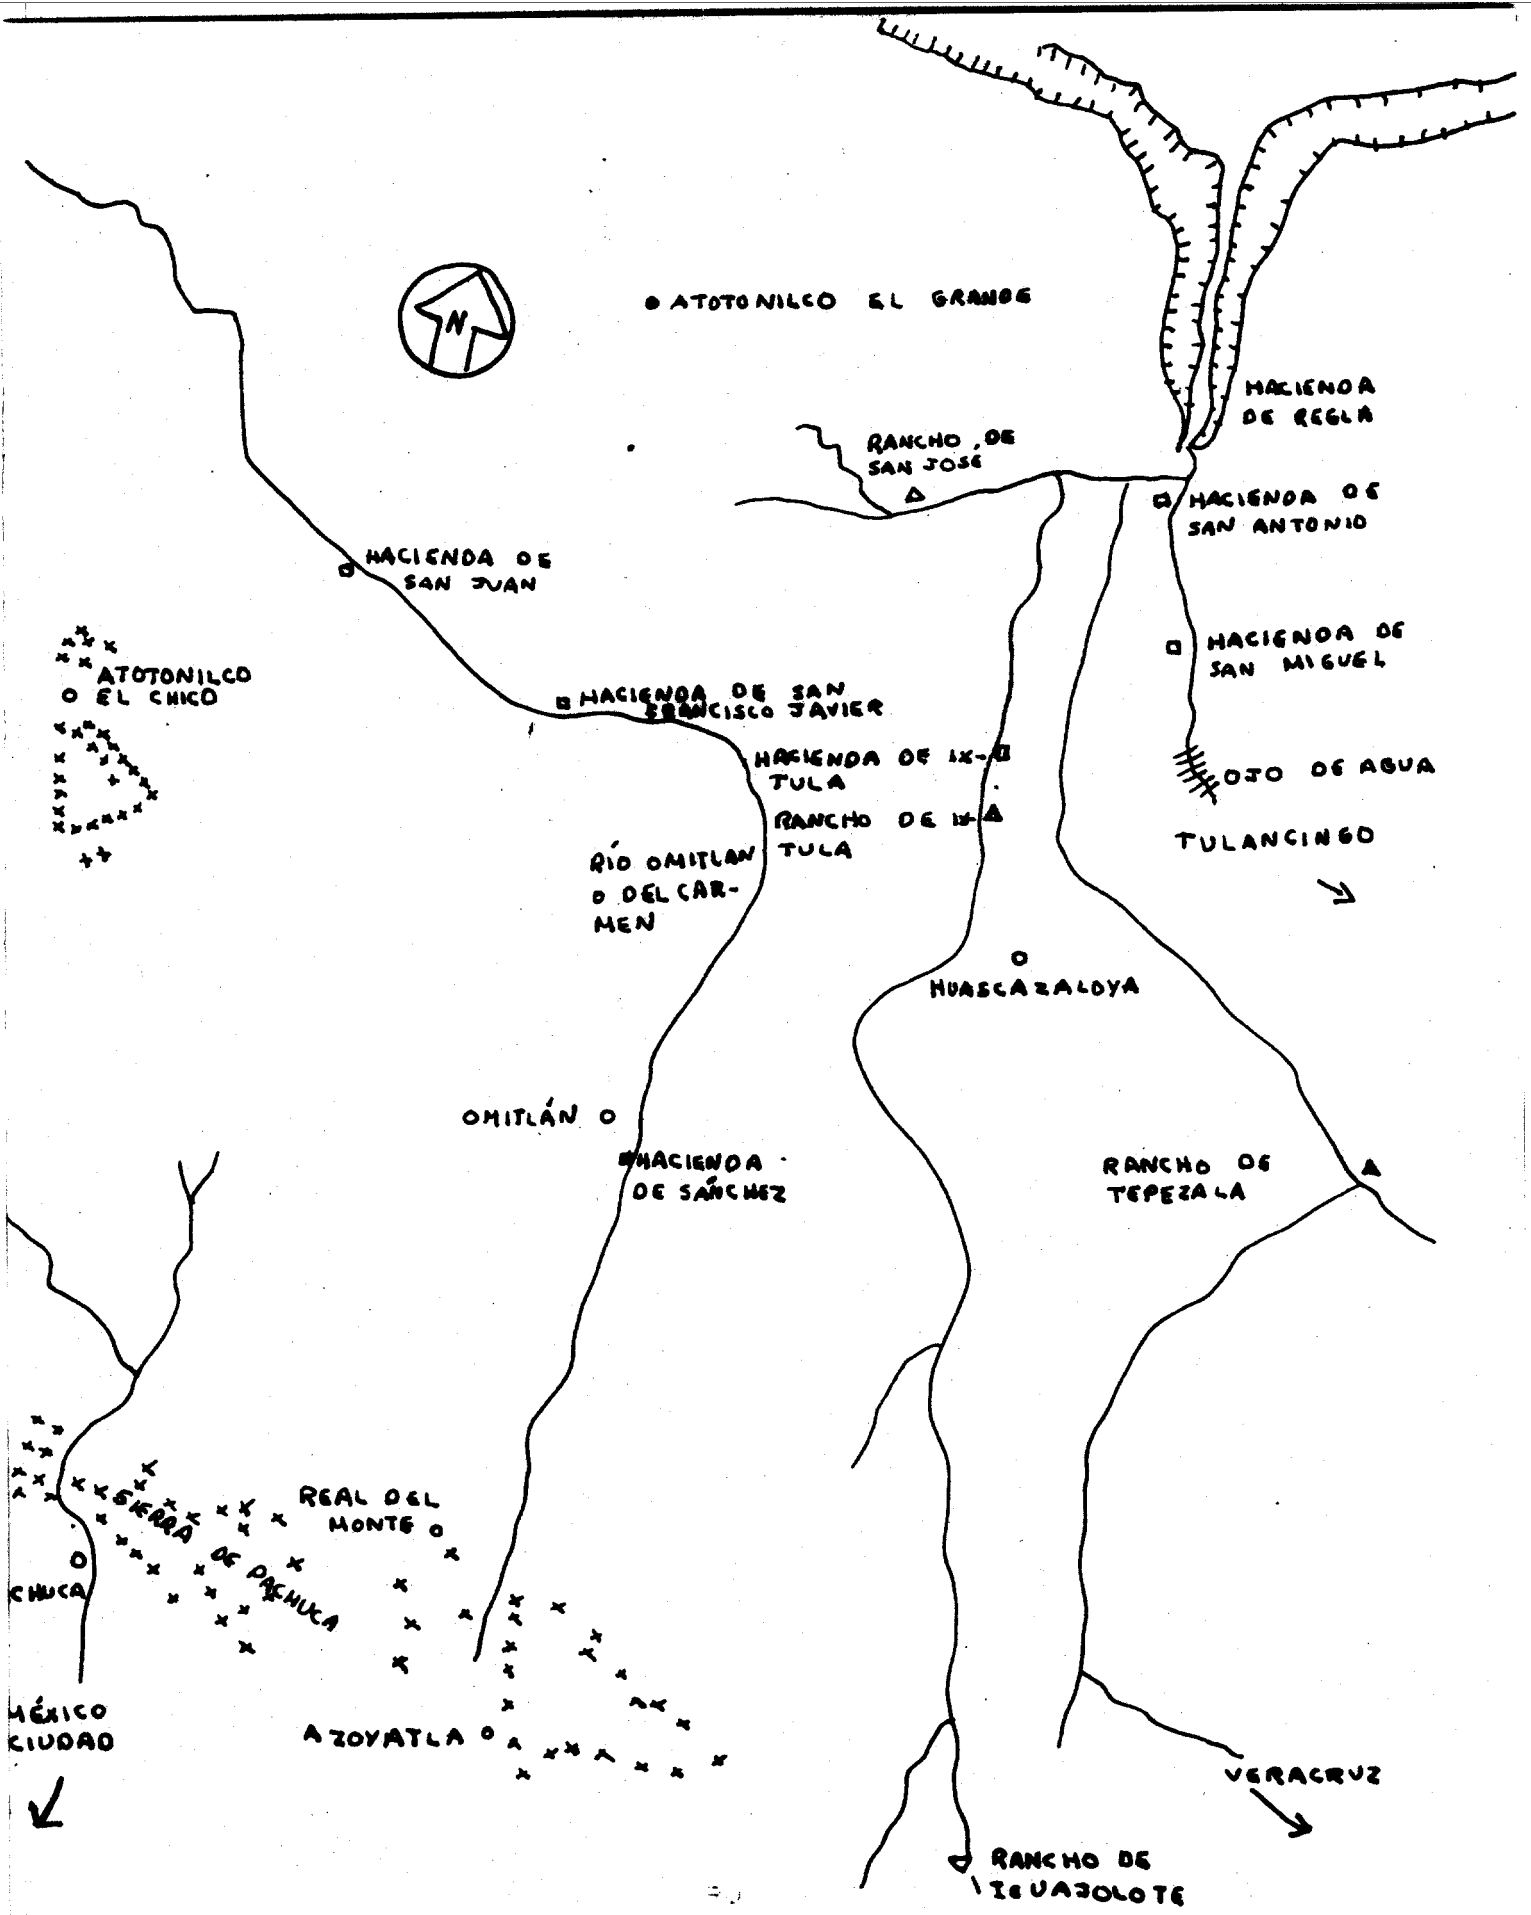 N
ATOTONILCO EL GRANDE
HACIENDA
DE REGLA
RANCHO DE
SAN JOSE
HACIENDA DE
SAN ANTONIO
HACIENDA DE
SAN JUAN
HACIENDA DE
SAN MIGUEL
ATOTONILCO
EL CHICO
HACIENDA DE SAN
FRANCISCO JAVIER
HACIENDA DE IX-
TULA
OJO DE AGUA
RANCHO DE IX-
TULA
TULANCINGO
RÍO OMITLAN
O DEL CAR-
MEN
HUASCAZALOYA
OMITLÁN
HACIENDA
DE SÁNCHEZ
RANCHO DE
TEPEZALA
REAL DEL
MONTE
SIERRA DE PACHUCA
CHUCA
MÉXICO
CIUDAD
AZOYATLA
VERACRUZ
RANCHO DE